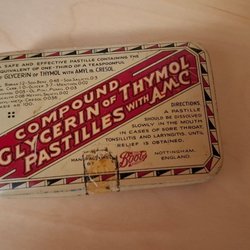 A SAFE AND EFFECTIVE PASTILLE CONTAINING THE
EQUIVALENT OF ONE-THIRD OF A TEASPOONFUL
OF GLYCERIN OF THYMOL WITH AMYL m. CRESOL
COMPOUND
GLYCERIN OF THYMOL
PASTILLES WITH A.M.C
DIRECTIONS
A PASTILLE
SHOULD BE DISSOLVED
SLOWLY IN THE MOUTH
IN CASES OF SORE THROAT,
TONSILLITIS AND LARYNGITIS, UNTIL
RELIEF IS OBTAINED.
Boots
NOTTINGHAM,
ENGLAND.